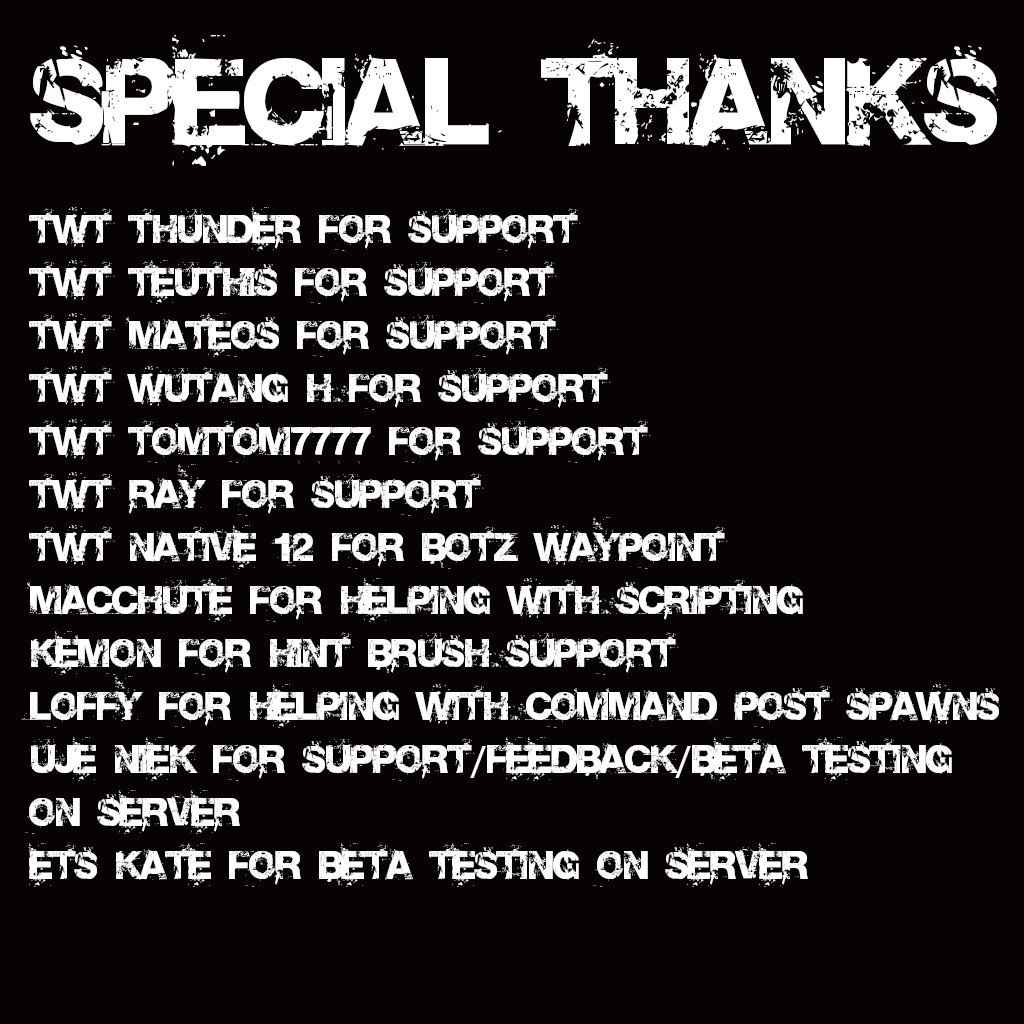 SPECIAL THANKS
TWT THUNDER FOR SUPPORT
TWT TEUTHIS FOR SUPPORT
TWT MATEOS FOR SUPPORT
TWT WUTANG H FOR SUPPORT
TWT TOMTOM7777 FOR SUPPORT
TWT RAY FOR SUPPORT
TWT NATIVE 12 FOR BOTZ WAYPOINT
MACCHUTE FOR HELPING WITH SCRIPTING
KEMON FOR HINT BRUSH SUPPORT
LOFFY FOR HELPING WITH COMMAND POST SPAWNS
UJE NIEK FOR SUPPORT/FEEDBACK/BETA TESTING
ON SERVER
ETS KATE FOR BETA TESTING ON SERVER